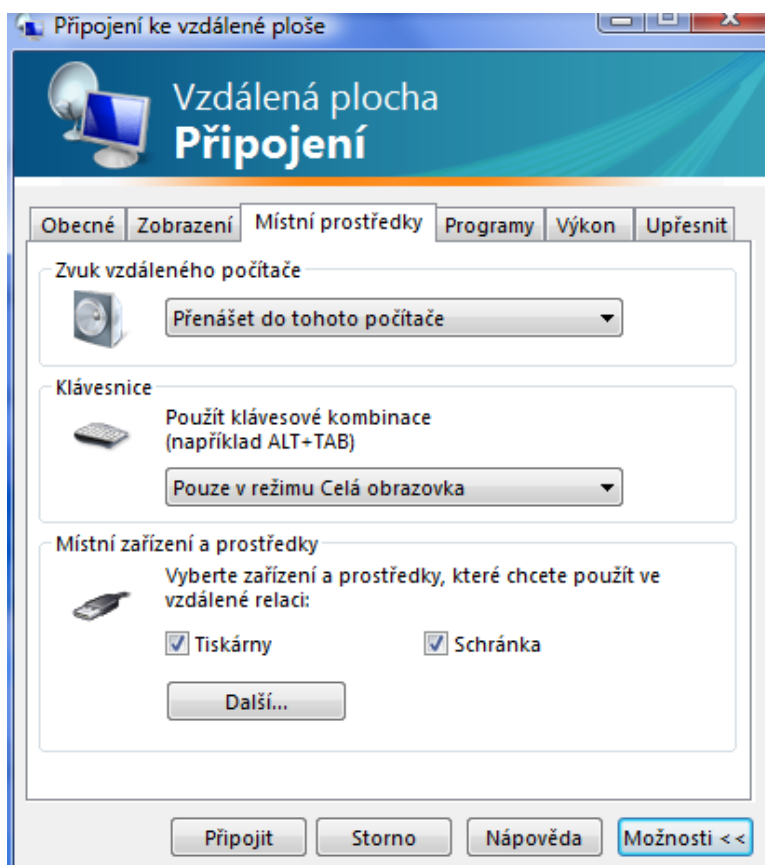 Připojení ke vzdálené ploše
Vzdálená plocha
Připojení
Obecné Zobrazení Místní prostředky Programy Výkon Upřesnit
Zvuk vzdáleného počítače
Přenášet do tohoto počítače
Klávesnice
Použít klávesové kombinace
(například ALT+TAB)
Pouze v režimu Celá obrazovka
Místní zařízení a prostředky
Vyberte zařízení a prostředky, které chcete použít ve
vzdálené relaci:
Tiskárny Schránka
Další...
Připojit Storno Nápověda Možnosti <<